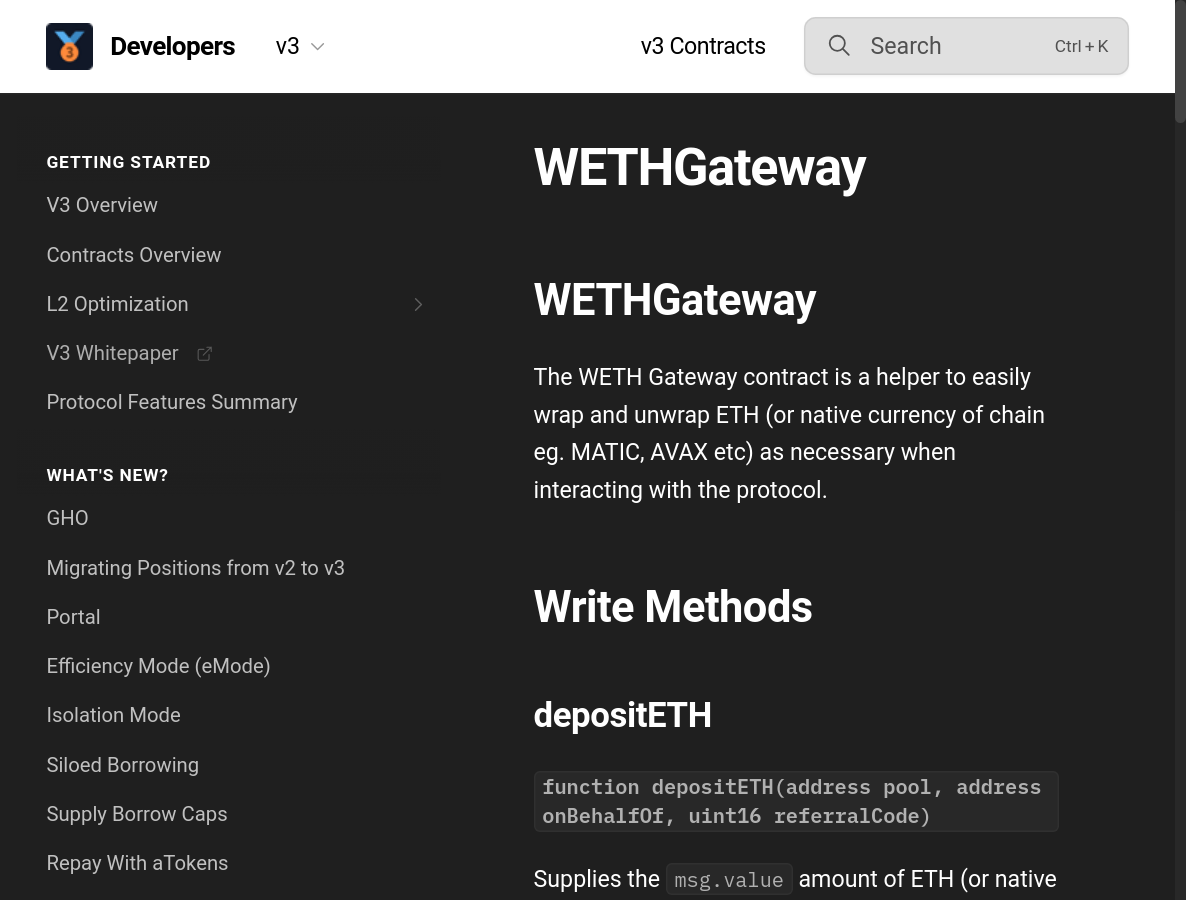 Developers
v3
v3 Contracts
Search
Ctrl + K
GETTING STARTED
V3 Overview
Contracts Overview
L2 Optimization
V3 Whitepaper
Protocol Features Summary
WHAT'S NEW?
GHO
Migrating Positions from v2 to v3
Portal
Efficiency Mode (eMode)
Isolation Mode
Siloed Borrowing
Supply Borrow Caps
Repay With aTokens
WETHGateway
WETHGateway
The WETH Gateway contract is a helper to easily
wrap and unwrap ETH (or native currency of chain
eg. MATIC, AVAX etc) as necessary when
interacting with the protocol.
Write Methods
depositETH
function depositETH(address pool, address
onBehalfOf, uint16 referralCode)
Supplies the msg.value amount of ETH (or native